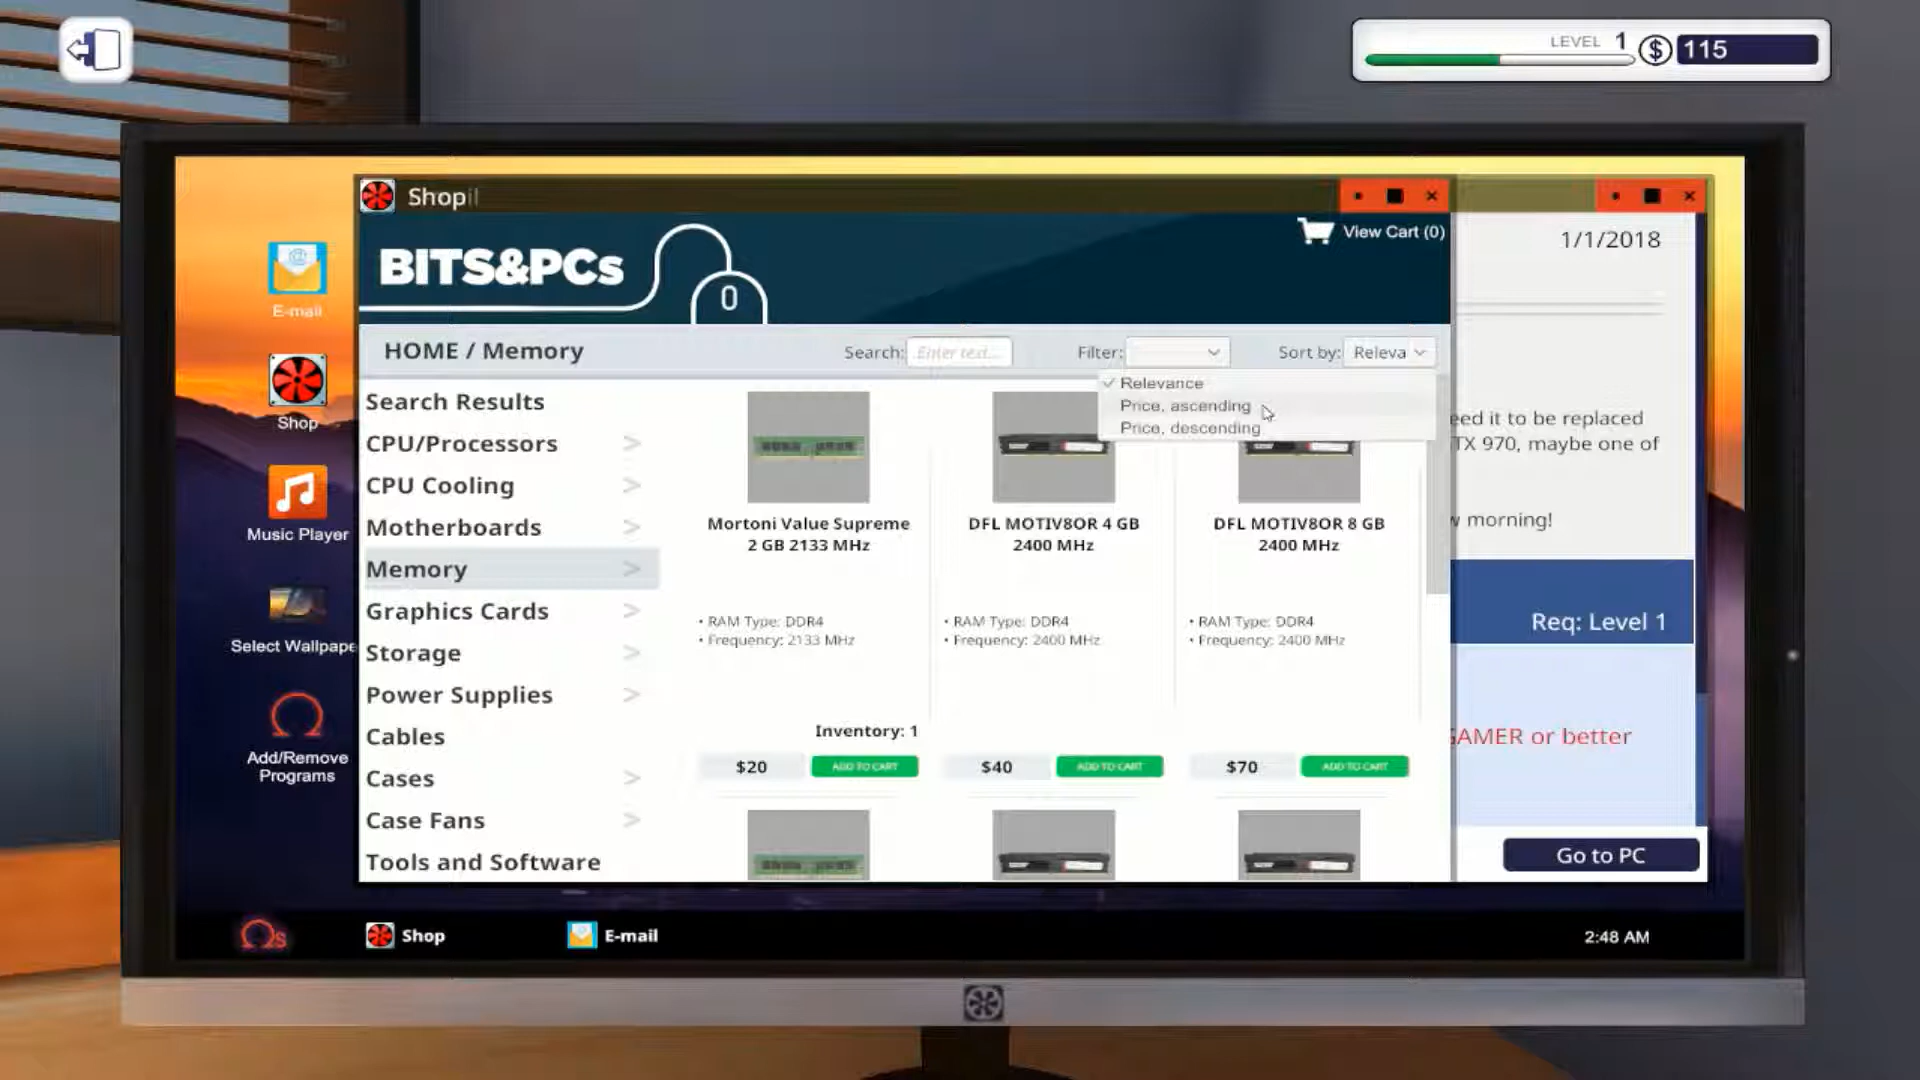 LEVEL 1
115
Shop
1/1/2018
BITS&PCs
View Cart (0)
HOME / Memory
Search: Enter text...
Filter:
Sort by: Releva
Relevance
Price, ascending
Price, descending
E-mail
Shop
Music Player
Select Wallpape
Add/Remove
Programs
Search Results
CPU/Processors >
CPU Cooling >
Motherboards >
Memory >
Graphics Cards >
Storage >
Power Supplies >
Cables
Cases >
Case Fans >
Tools and Software
Mortoni Value Supreme
2 GB 2133 MHz
• RAM Type: DDR4
• Frequency: 2133 MHz
Inventory: 1
$20
ADD TO CART
DFL MOTIV8OR 4 GB
2400 MHz
• RAM Type: DDR4
• Frequency: 2400 MHz
$40
ADD TO CART
DFL MOTIV8OR 8 GB
2400 MHz
• RAM Type: DDR4
• Frequency: 2400 MHz
$70
ADD TO CART
eed it to be replaced
TX 970, maybe one of
morning!
Req: Level 1
GAMER or better
Go to PC
Shop
E-mail
2:48 AM